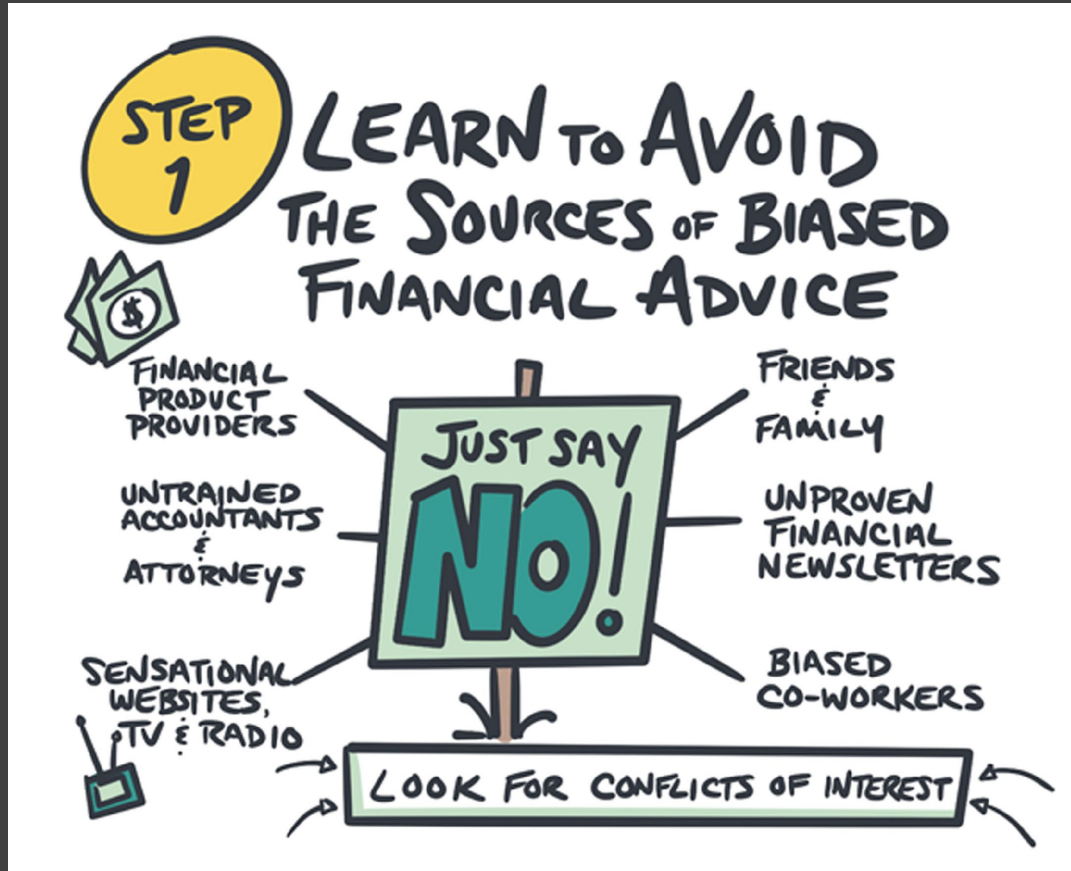 STEP
1
LEARN TO AVOID
THE SOURCES OF BIASED
FINANCIAL ADVICE
$
FINANCIAL
PRODUCT
PROVIDERS
UNTRAINED
ACCOUNTANTS
&
ATTORNEYS
SENSATIONAL
WEBSITES,
TV & RADIO
JUST SAY
NO!
FRIENDS
&
FAMILY
UNPROVEN
FINANCIAL
NEWSLETTERS
BIASED
CO-WORKERS
LOOK FOR CONFLICTS OF INTEREST